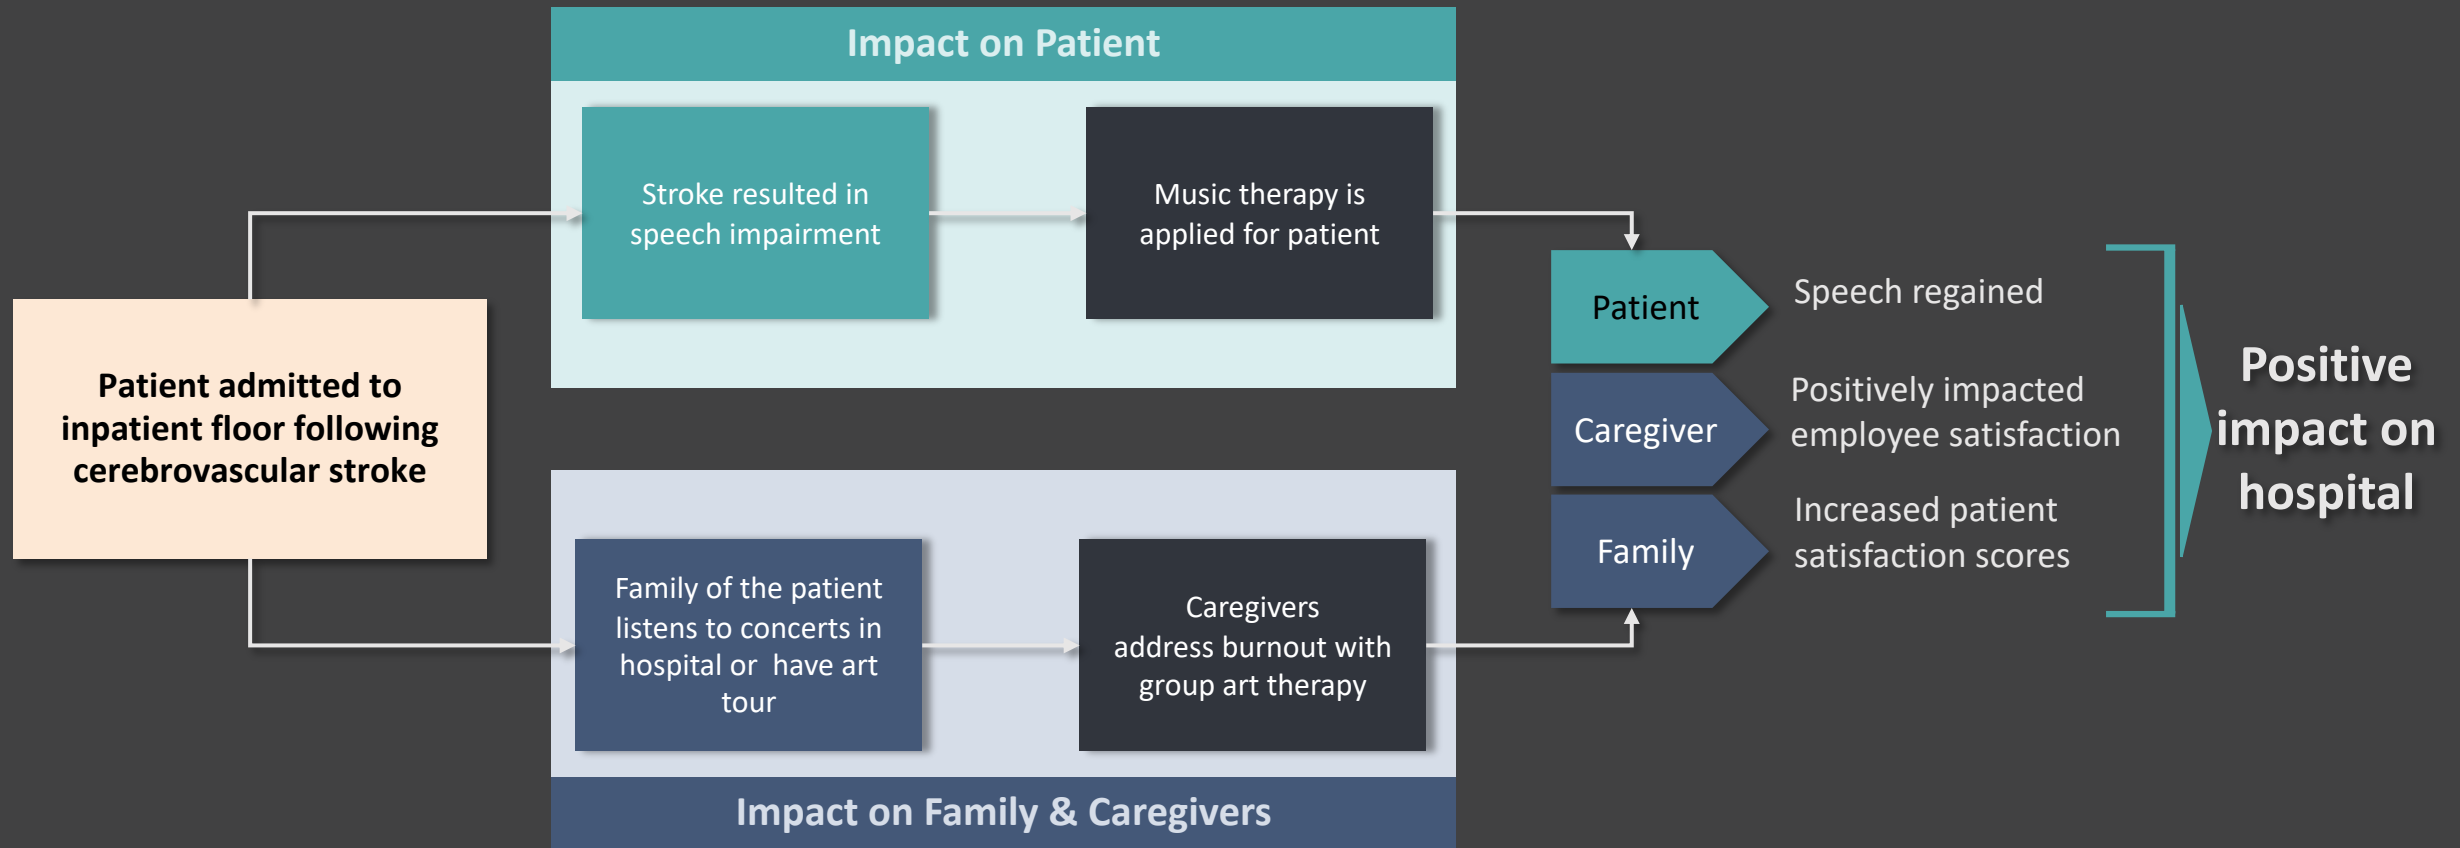 Impact on Patient
Stroke resulted in
speech impairment
Music therapy is
applied for patient
Patient admitted to
inpatient floor following
cerebrovascular stroke
Family of the patient
listens to concerts in
hospital or  have art
tour
Caregivers
address burnout with
group art therapy
Impact on Family & Caregivers
Patient
Speech regained
Caregiver
Positively impacted
employee satisfaction
Family
Increased patient
satisfaction scores
Positive
impact on
hospital